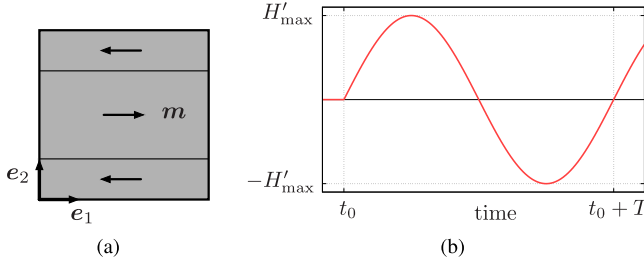 m
e₂
e₁
(a)
H′max
−H′max
t₀
time
t₀ + T
(b)